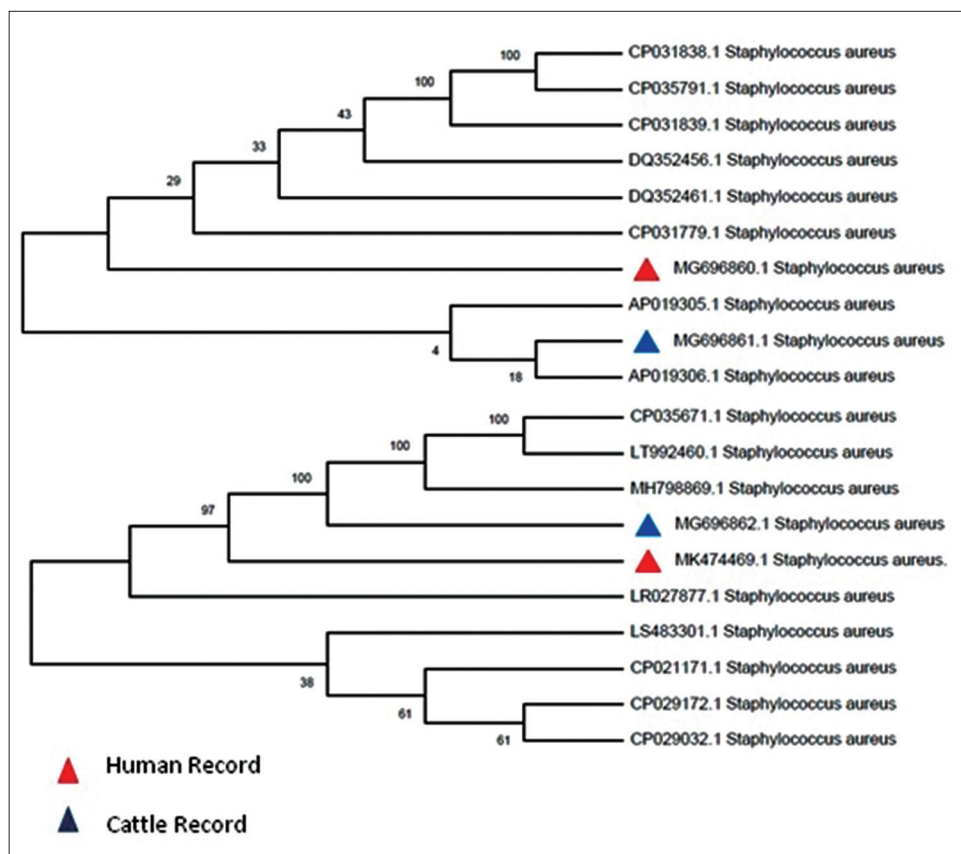 100
CP031838.1 Staphylococcus aureus
CP035791.1 Staphylococcus aureus
100
CP031839.1 Staphylococcus aureus
43
DQ352456.1 Staphylococcus aureus
33
DQ352461.1 Staphylococcus aureus
29
CP031779.1 Staphylococcus aureus
MG696860.1 Staphylococcus aureus
AP019305.1 Staphylococcus aureus
4
MG696861.1 Staphylococcus aureus
18
AP019306.1 Staphylococcus aureus
100
CP035671.1 Staphylococcus aureus
LT992460.1 Staphylococcus aureus
100
MH798869.1 Staphylococcus aureus
100
MG696862.1 Staphylococcus aureus
97
MK474469.1 Staphylococcus aureus.
LR027877.1 Staphylococcus aureus
LS483301.1 Staphylococcus aureus
38
CP021171.1 Staphylococcus aureus
61
CP029172.1 Staphylococcus aureus
61
CP029032.1 Staphylococcus aureus
Human Record
Cattle Record